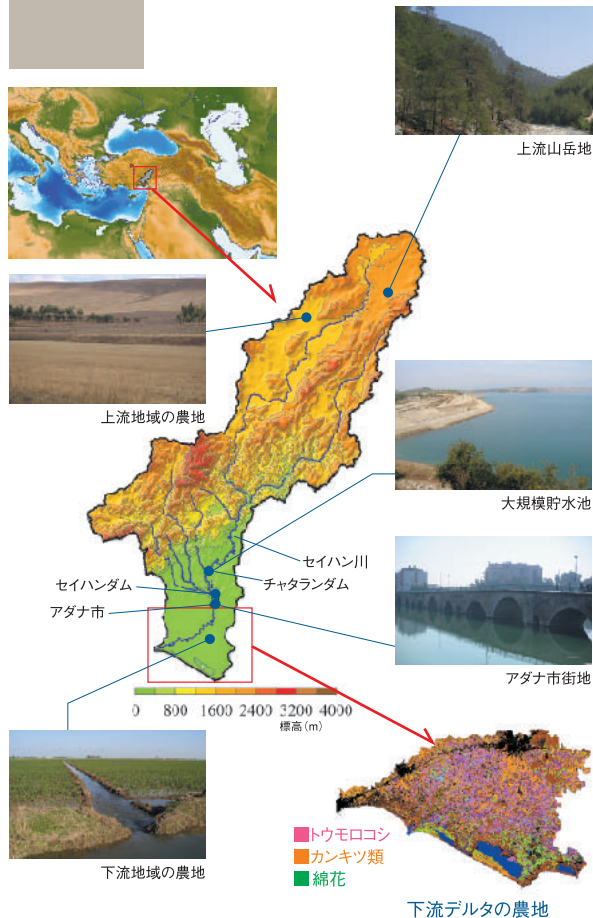 上流山岳地
上流地域の農地
大規模貯水池
セイハン川
チャタランダム
セイハンダム
アダナ市
アダナ市街地
0 800 1600 2400 3200 4000
標高(m)
下流地域の農地
トウモロコシ
カンキツ類
綿花
下流デルタの農地